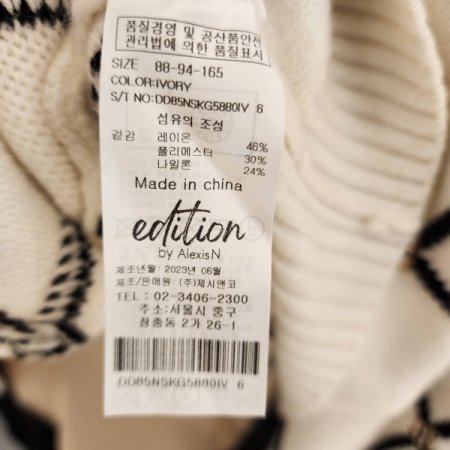 품질경영 및 공산품안전
관리법에 의한 품질표시
SIZE 88-94-165
COLOR:IVORY
S/T NO:DD85NSKG5880IV 6
섬유의 조성
겉감 레이온 46%
폴리에스터 30%
나일론 24%
Made in china
edition
by AlexisN
제조년월 : 2023년 06월
제조/판매원 : (주)제시앤코
TEL : 02-3406-2300
주소:서울시 중구
장충동 2가 26-1
DD85NSKG5880IV 6